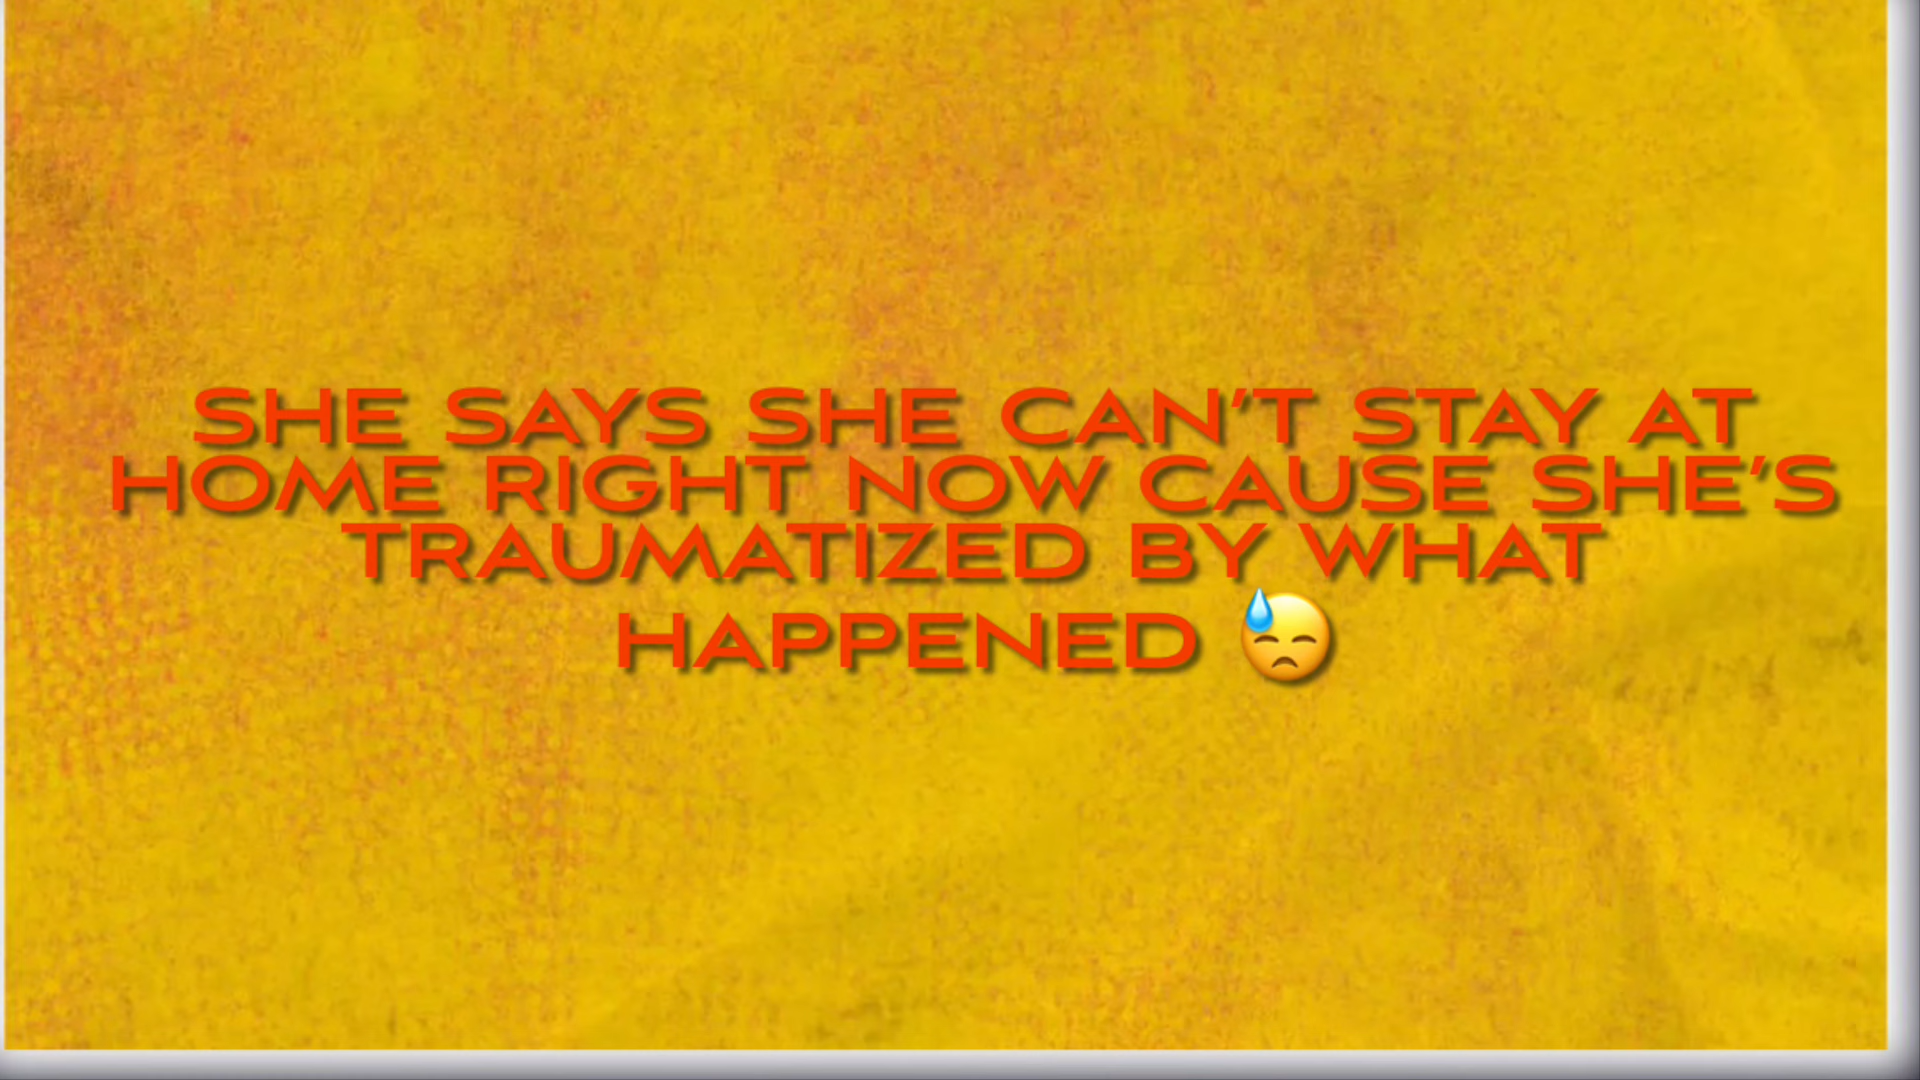 SHE SAYS SHE CAN'T STAY AT
HOME RIGHT NOW CAUSE SHE'S
TRAUMATIZED BY WHAT
HAPPENED 😓